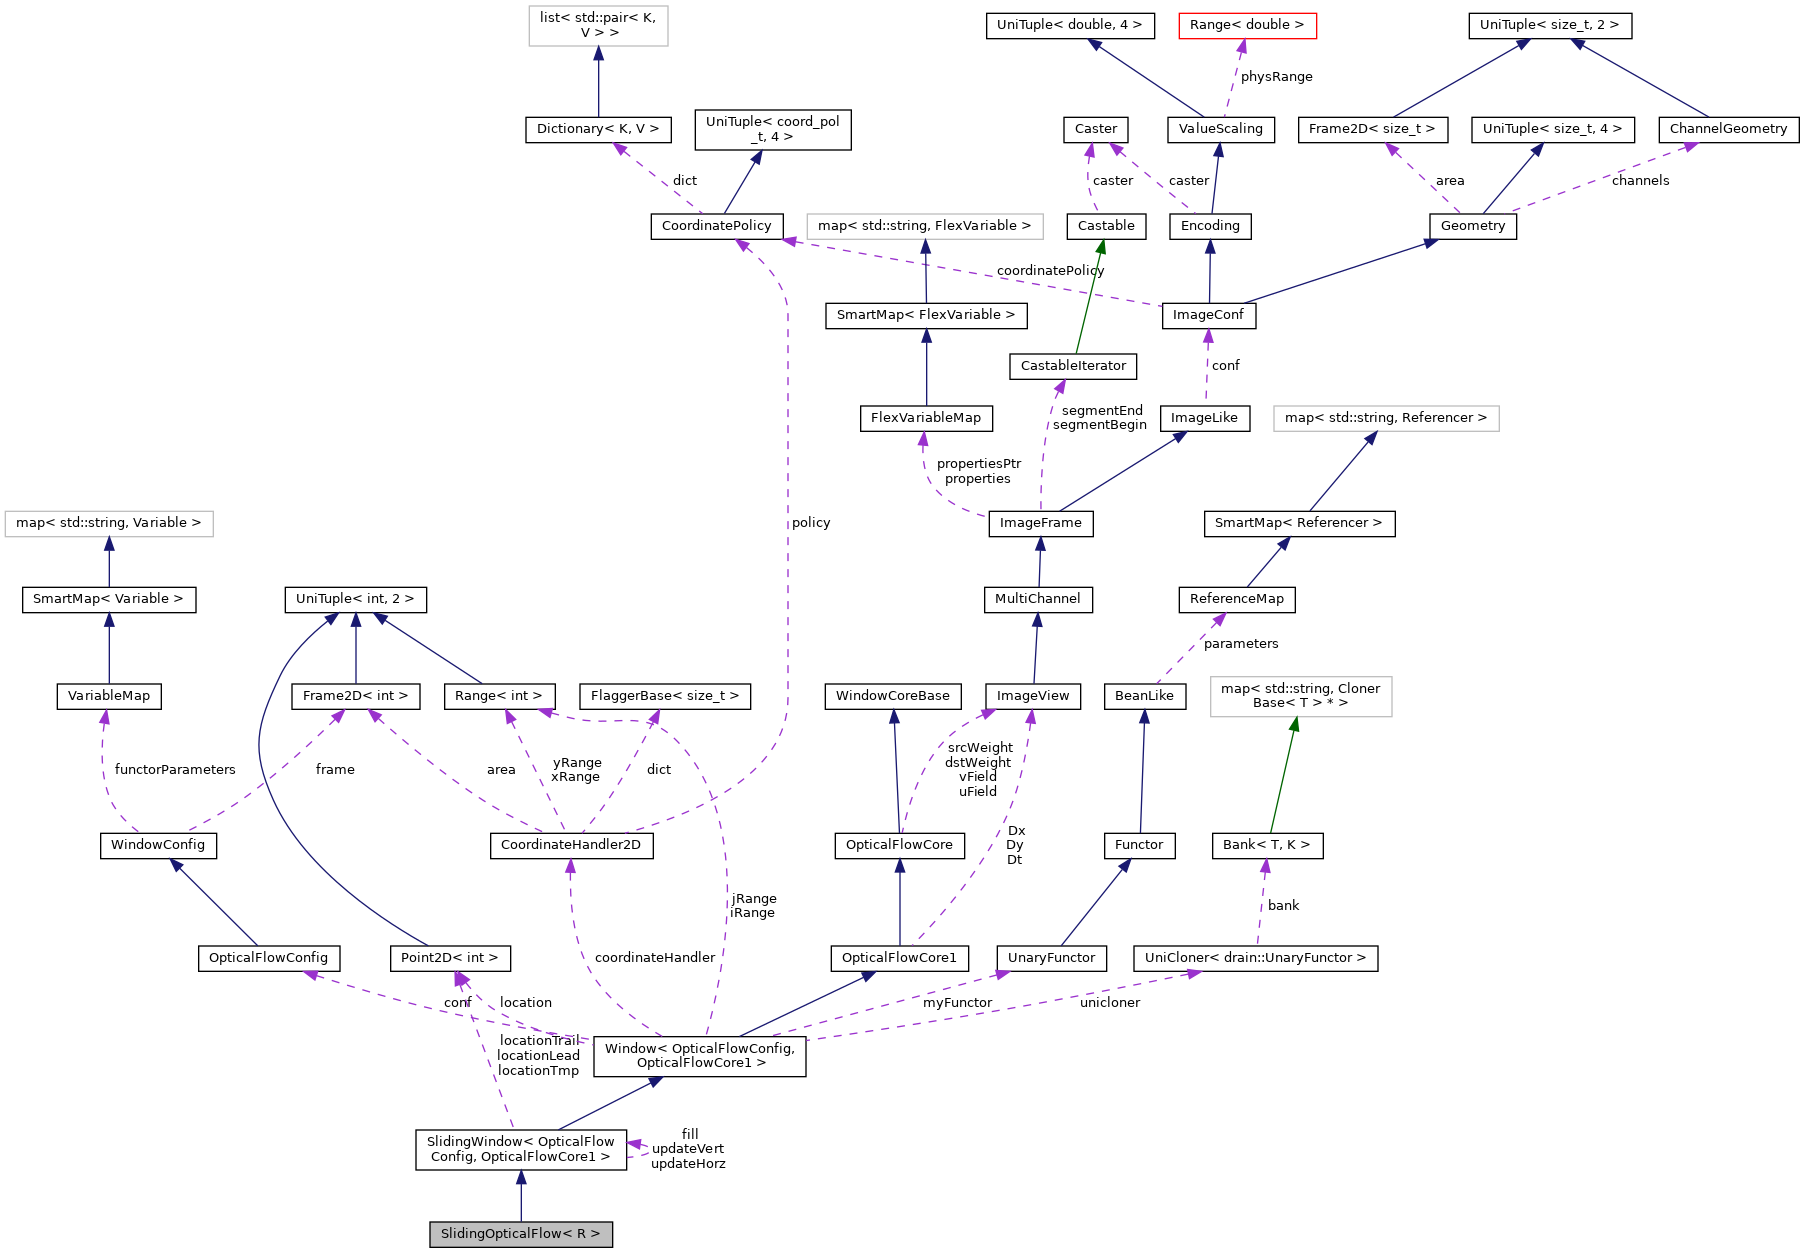 list< std::pair< K,
V > >
UniTuple< double, 4 >
Range< double >
UniTuple< size_t, 2 >
physRange
Dictionary< K, V >
UniTuple< coord_pol
_t, 4 >
Caster
ValueScaling
Frame2D< size_t >
UniTuple< size_t, 4 >
ChannelGeometry
dict
caster
caster
area
channels
CoordinatePolicy
map< std::string, FlexVariable >
Castable
Encoding
Geometry
coordinatePolicy
SmartMap< FlexVariable >
ImageConf
CastableIterator
conf
FlexVariableMap
segmentEnd
segmentBegin
ImageLike
map< std::string, Referencer >
propertiesPtr
properties
map< std::string, Variable >
policy
ImageFrame
SmartMap< Referencer >
SmartMap< Variable >
UniTuple< int, 2 >
MultiChannel
ReferenceMap
parameters
VariableMap
Frame2D< int >
Range< int >
FlaggerBase< size_t >
WindowCoreBase
ImageView
BeanLike
map< std::string, Cloner
Base< T > * >
functorParameters
frame
area
yRange
xRange
dict
srcWeight
dstWeight
vField
uField
WindowConfig
CoordinateHandler2D
OpticalFlowCore
Dx
Dy
Dt
Functor
Bank< T, K >
jRange
iRange
bank
OpticalFlowConfig
Point2D< int >
coordinateHandler
OpticalFlowCore1
UnaryFunctor
UniCloner< drain::UnaryFunctor >
conf
location
myFunctor
unicloner
locationTrail
locationLead
locationTmp
Window< OpticalFlowConfig,
OpticalFlowCore1 >
SlidingWindow< OpticalFlow
Config, OpticalFlowCore1 >
fill
updateVert
updateHorz
SlidingOpticalFlow< R >